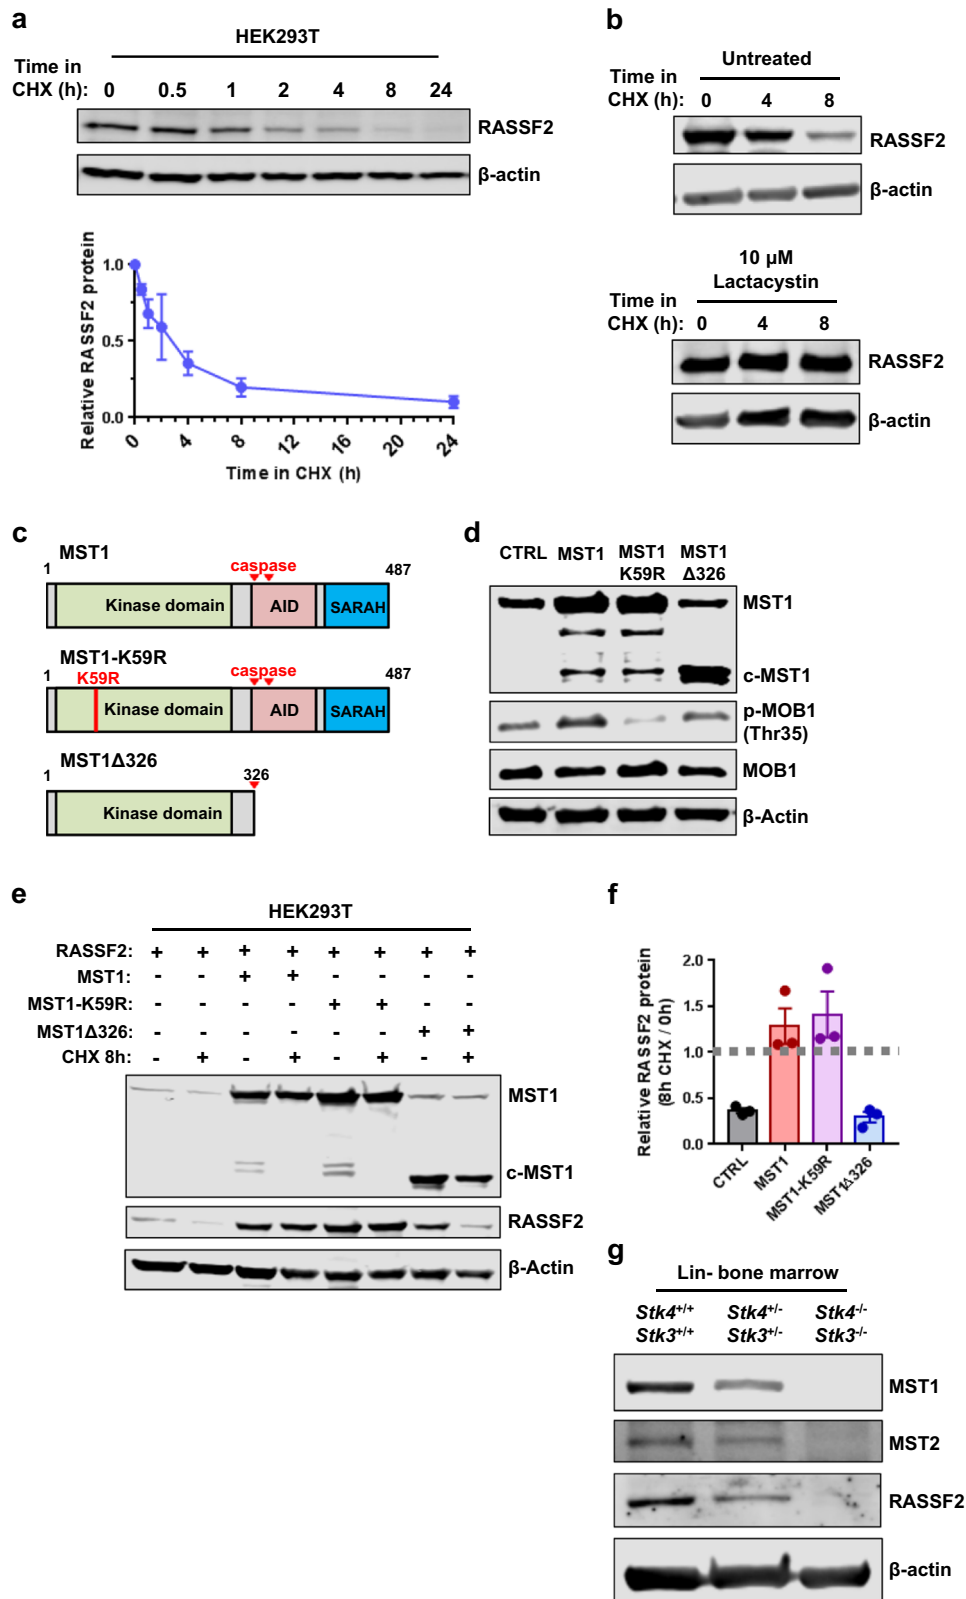 a
HEK293T
Time in
CHX (h): 0 0.5 1 2 4 8 24
RASSF2
β-actin
Relative RASSF2 protein
1.0
0.5
0.0
0 4 8 12 16 20 24
Time in CHX (h)
b
Untreated
Time in
CHX (h): 0 4 8
RASSF2
β-actin
10 μM
Lactacystin
Time in
CHX (h): 0 4 8
RASSF2
β-actin
c
MST1
1 caspase 487
Kinase domain AID SARAH
MST1-K59R
1 K59R caspase 487
Kinase domain AID SARAH
MST1Δ326
1 326
Kinase domain
d
CTRL MST1 MST1 K59R MST1 Δ326
MST1
c-MST1
p-MOB1
(Thr35)
MOB1
β-Actin
e
HEK293T
RASSF2: + + + + + + + +
MST1: - - + + - - - -
MST1-K59R: - - - - + + - -
MST1Δ326: - - - - - - + +
CHX 8h: - + - + - + - +
MST1
c-MST1
RASSF2
β-Actin
f
Relative RASSF2 protein
(8h CHX / 0h)
2.0
1.5
1.0
0.5
0.0
CTRL MST1 MST1-K59R MST1Δ326
g
Lin- bone marrow
Stk4+/+ Stk4+/- Stk4-/-
Stk3+/+ Stk3+/- Stk3-/-
MST1
MST2
RASSF2
β-actin